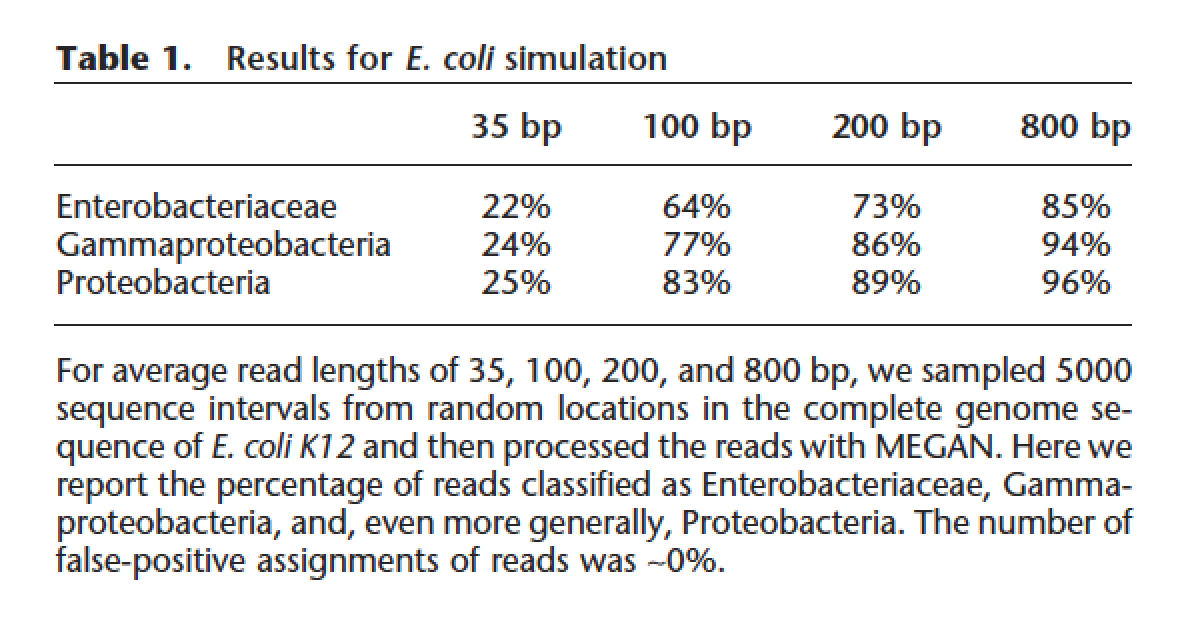 Table 1. Results for E. coli simulation
35 bp 100 bp 200 bp 800 bp
Enterobacteriaceae 22% 64% 73% 85%
Gammaproteobacteria 24% 77% 86% 94%
Proteobacteria 25% 83% 89% 96%
For average read lengths of 35, 100, 200, and 800 bp, we sampled 5000
sequence intervals from random locations in the complete genome se-
quence of E. coli K12 and then processed the reads with MEGAN. Here we
report the percentage of reads classified as Enterobacteriaceae, Gamma-
proteobacteria, and, even more generally, Proteobacteria. The number of
false-positive assignments of reads was ~0%.